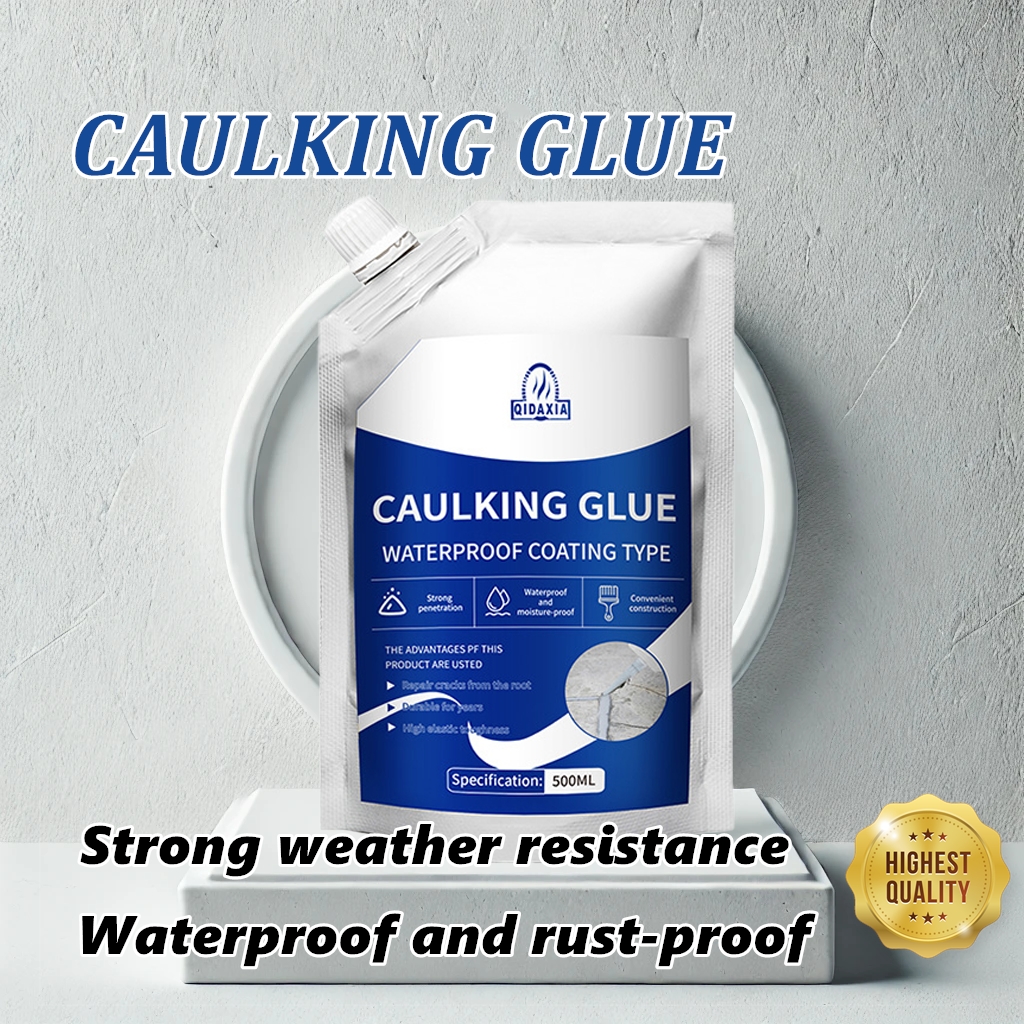 CAULKING GLUE
QIDAXIA
CAULKING GLUE
WATERPROOF COATING TYPE
Strong
penetration
Waterproof
and
moisture-proof
Convenient
construction
THE ADVANTAGES PF THIS
PRODUCT ARE USTED
Repair cracks from the root
Durable for years
High elastic toughness
Specification: 500ML
Strong weather resistance
Waterproof and rust-proof
HIGHEST
QUALITY